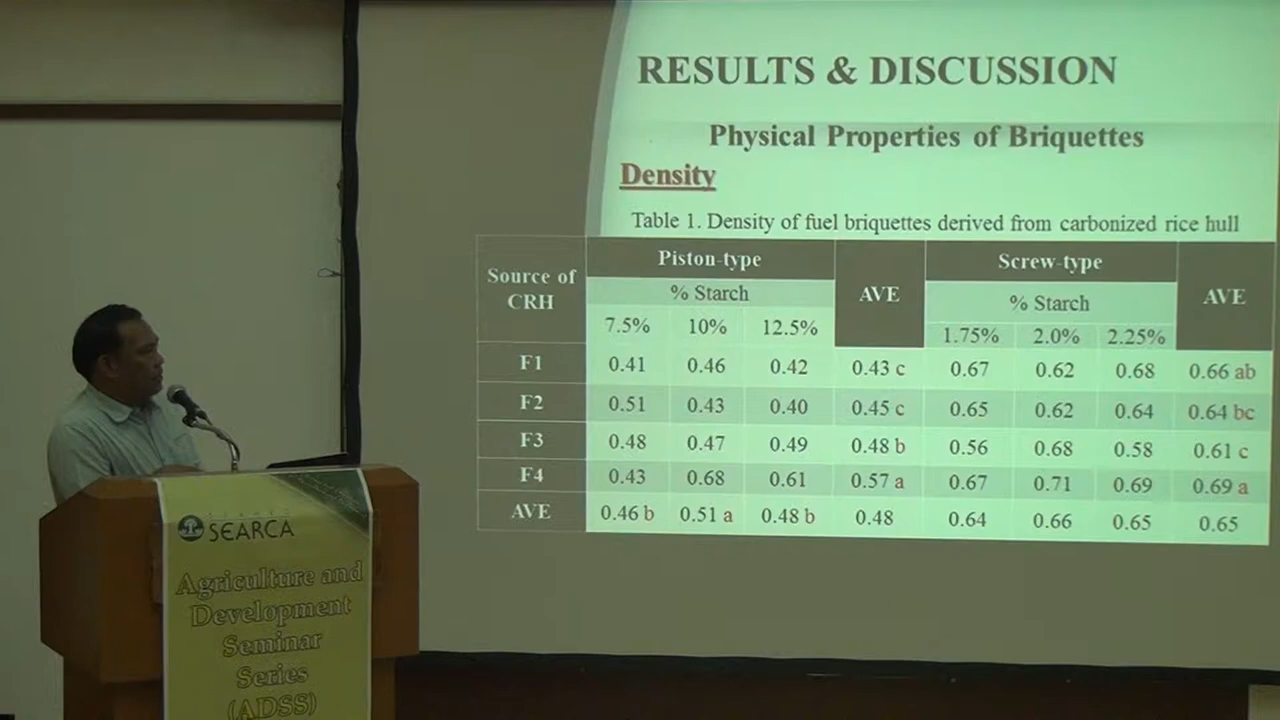 RESULTS & DISCUSSION
Physical Properties of Briquettes
Density
Table 1. Density of fuel briquettes derived from carbonized rice hull
Source of CRH Piston-type AVE Screw-type AVE
% Starch % Starch
7.5% 10% 12.5% 1.75% 2.0% 2.25%
F1 0.41 0.46 0.42 0.43 c 0.67 0.62 0.68 0.66 ab
F2 0.51 0.43 0.40 0.45 c 0.65 0.62 0.64 0.64 bc
F3 0.48 0.47 0.49 0.48 b 0.56 0.68 0.58 0.61 c
F4 0.43 0.68 0.61 0.57 a 0.67 0.71 0.69 0.69 a
AVE 0.46 b 0.51 a 0.48 b 0.48 0.64 0.66 0.65 0.65
SEARCA
Agriculture and
Development
Seminar
Series
(ADSS)